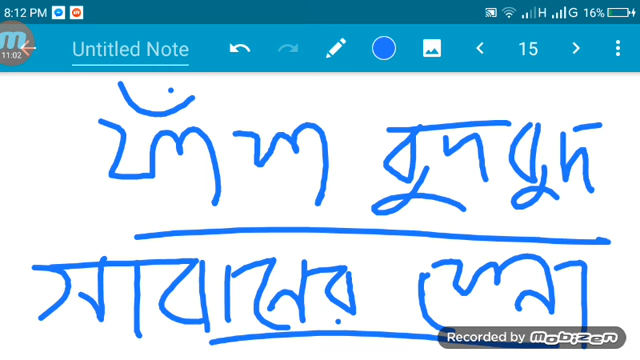 8:12 PM H G 16%
11:02 Untitled Note 15
ফাঁপা বুদবুদ
সাবানের ফেনা
Recorded by mobizen